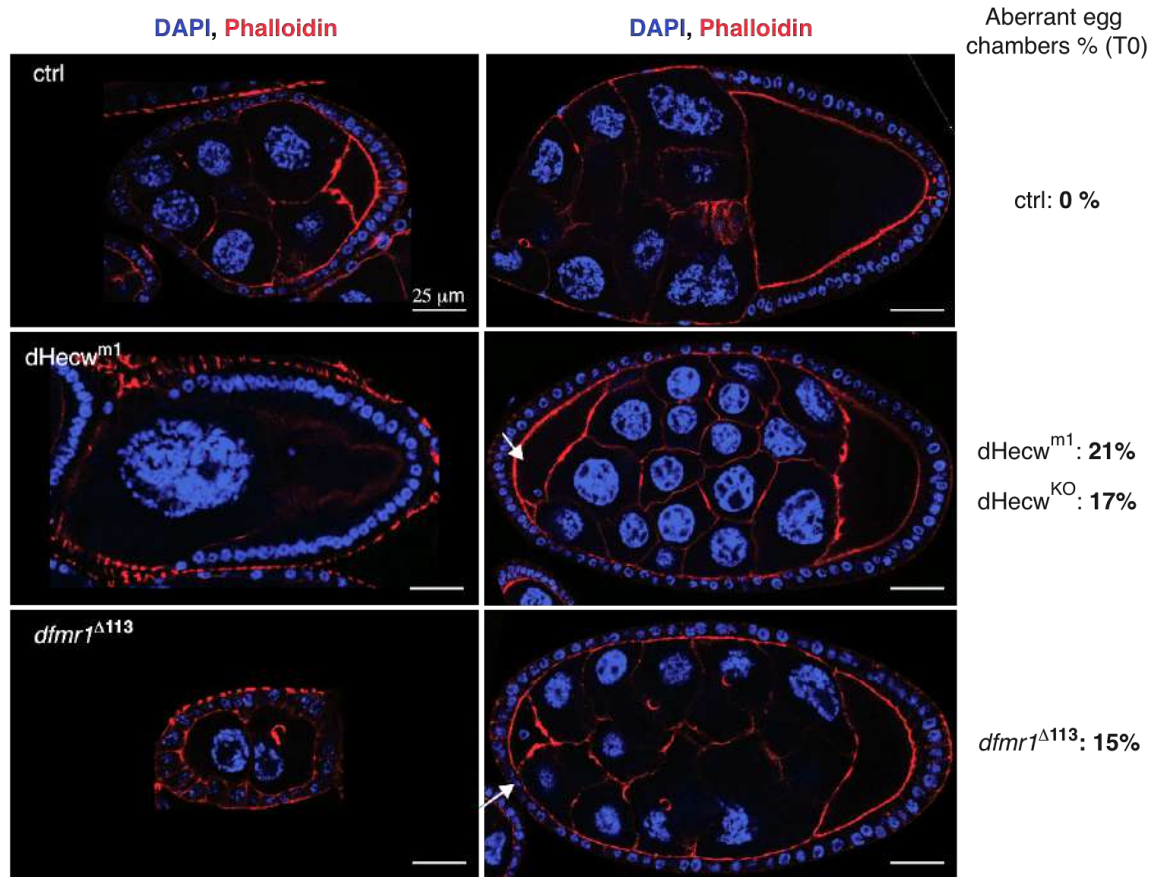 DAPI, Phalloidin
DAPI, Phalloidin
Aberrant egg
chambers % (T0)
ctrl
25 µm
ctrl: 0 %
dHecw^m1
dHecw^m1: 21%
dHecw^KO: 17%
dfmr1^Δ113
dfmr1^Δ113: 15%